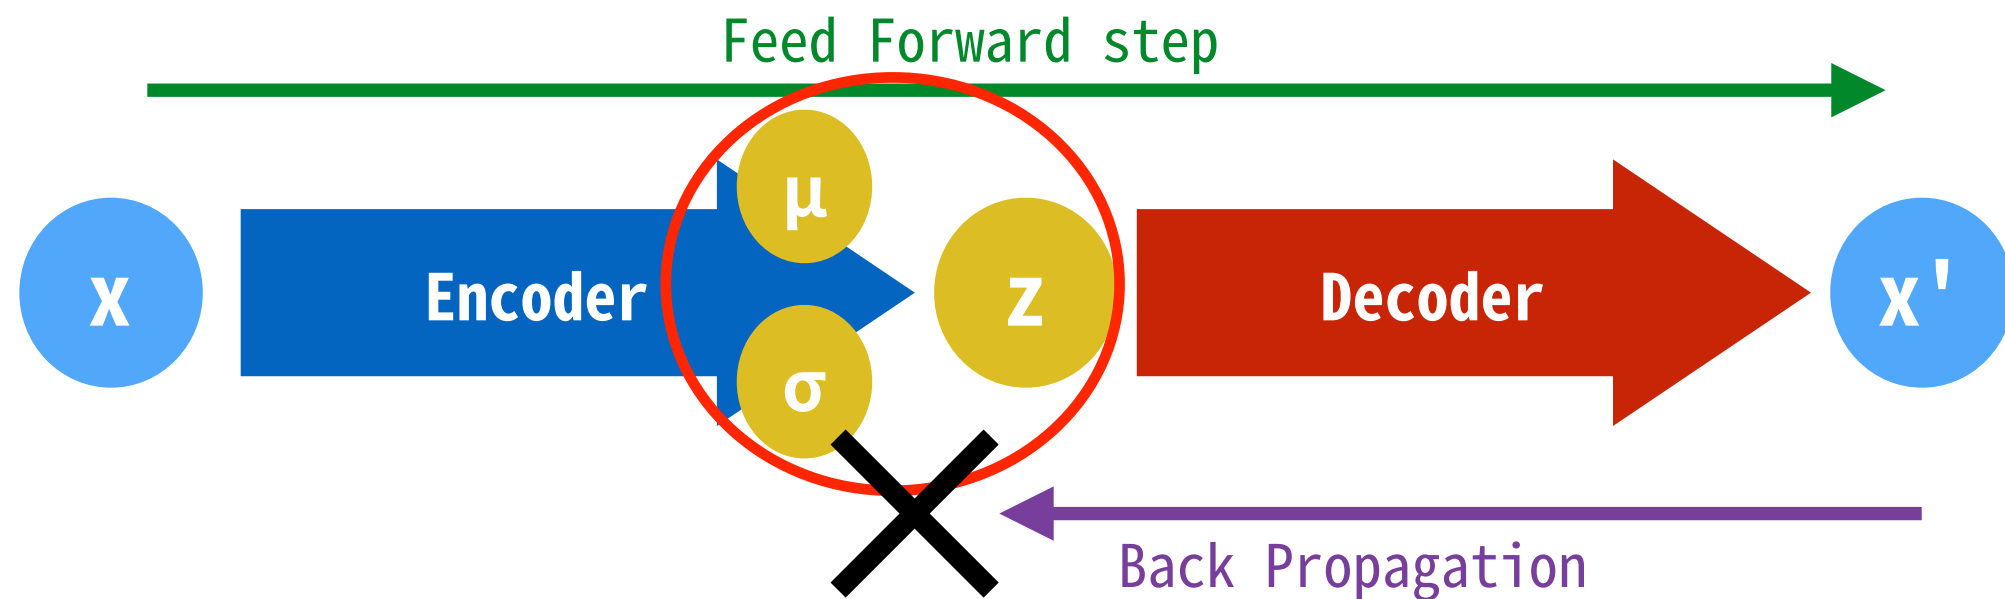 Feed Forward step
μ
x Encoder z Decoder x'
σ
Back Propagation